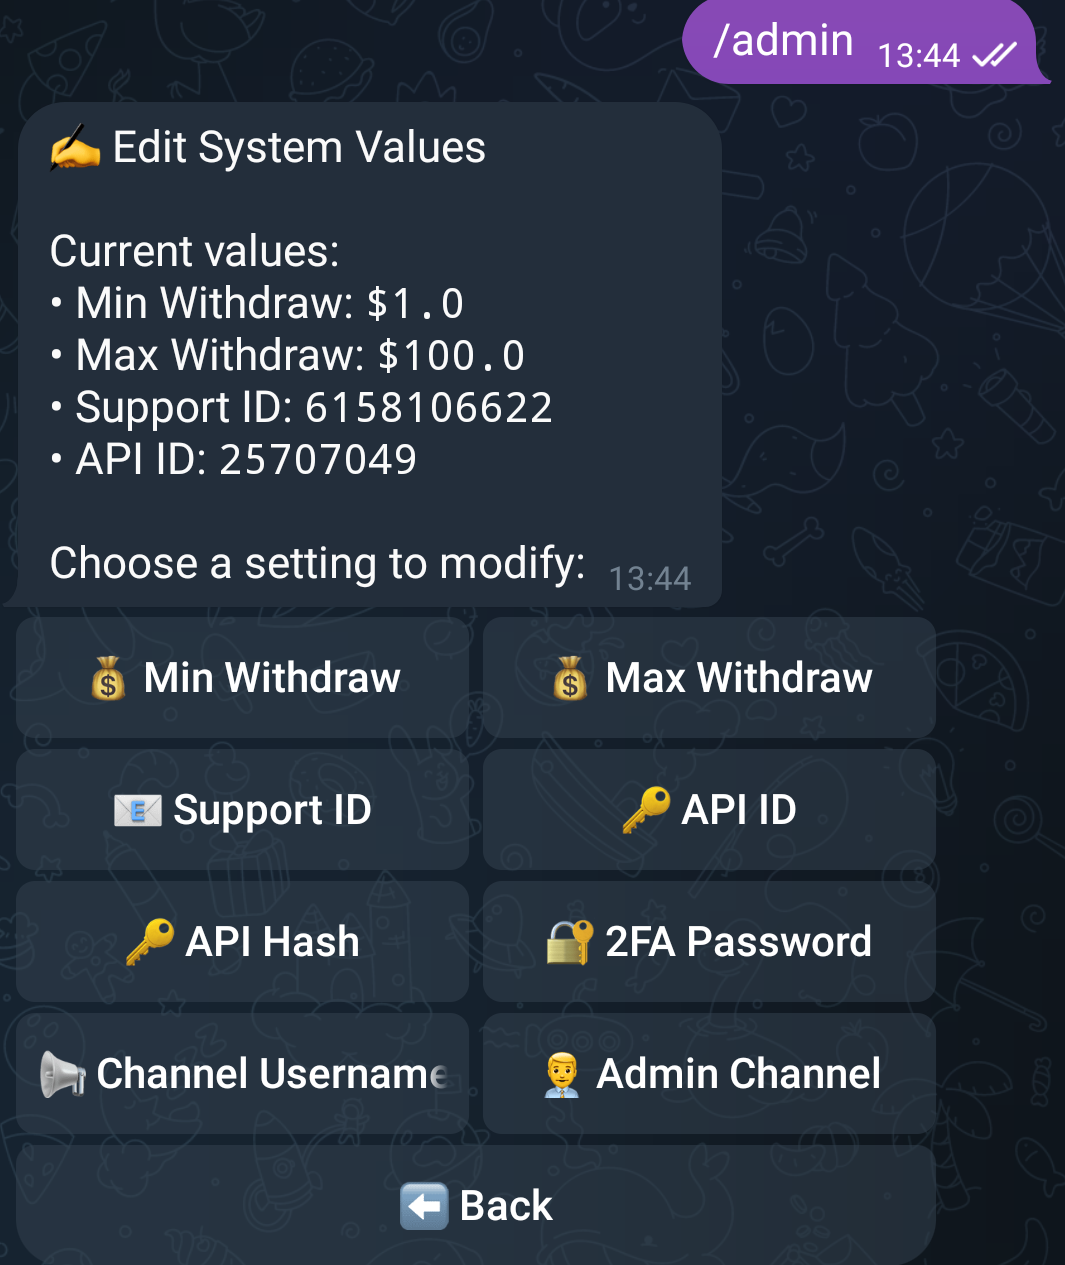 /admin 13:44
✍️ Edit System Values
Current values:
• Min Withdraw: $1.0
• Max Withdraw: $100.0
• Support ID: 6158106622
• API ID: 25707049
Choose a setting to modify: 13:44
💰 Min Withdraw
💰 Max Withdraw
📧 Support ID
🔑 API ID
🔑 API Hash
🔐 2FA Password
📢 Channel Username
👨‍💼 Admin Channel
⬅️ Back